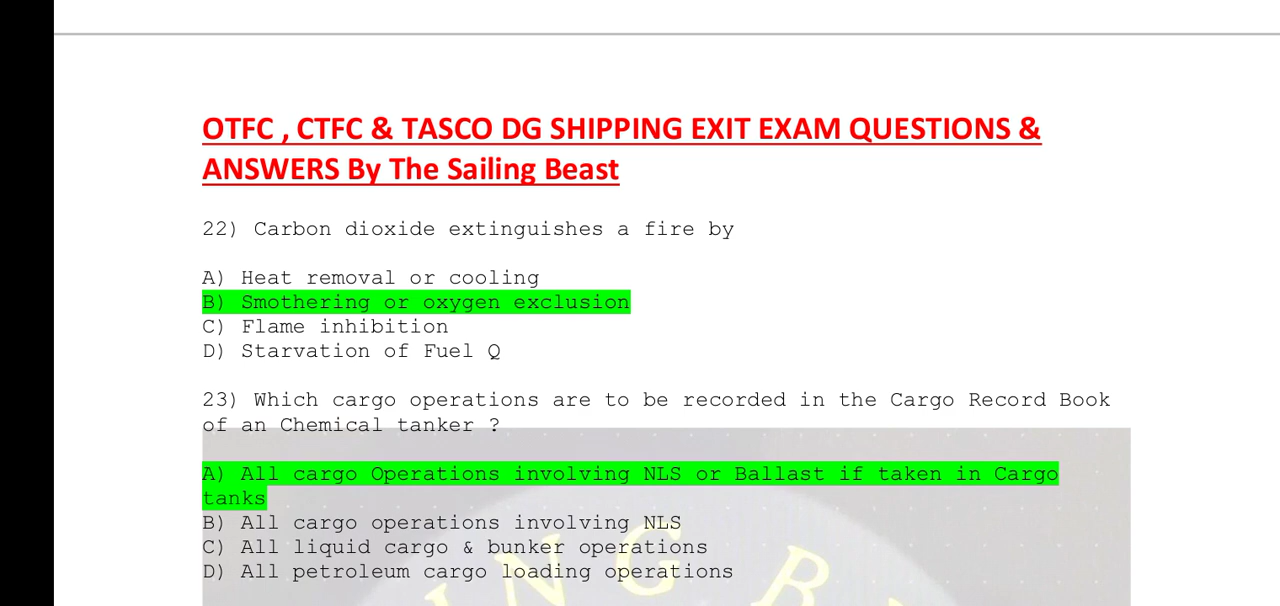 OTFC , CTFC & TASCO DG SHIPPING EXIT EXAM QUESTIONS &
ANSWERS By The Sailing Beast
22) Carbon dioxide extinguishes a fire by
A) Heat removal or cooling
B) Smothering or oxygen exclusion
C) Flame inhibition
D) Starvation of Fuel Q
23) Which cargo operations are to be recorded in the Cargo Record Book
of an Chemical tanker ?
A) All cargo Operations involving NLS or Ballast if taken in Cargo
tanks
B) All cargo operations involving NLS
C) All liquid cargo & bunker operations
D) All petroleum cargo loading operations